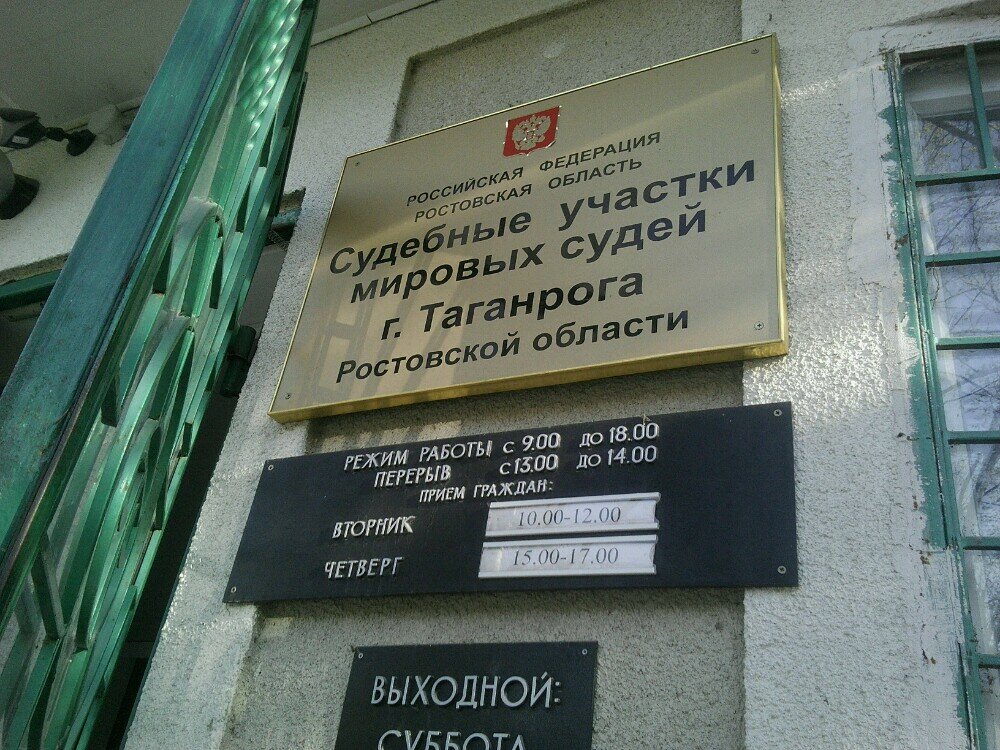 РОССИЙСКАЯ ФЕДЕРАЦИЯ
РОСТОВСКАЯ ОБЛАСТЬ
Судебные участки
мировых судей
г. Таганрога
Ростовской области
РЕЖИМ РАБОТЫ С 9.00 ДО 18.00
ПЕРЕРЫВ С 13.00 ДО 14.00
ПРИЕМ ГРАЖДАН:
ВТОРНИК 10.00-12.00
ЧЕТВЕРГ 15.00-17.00
ВЫХОДНОЙ:
СУББОТА